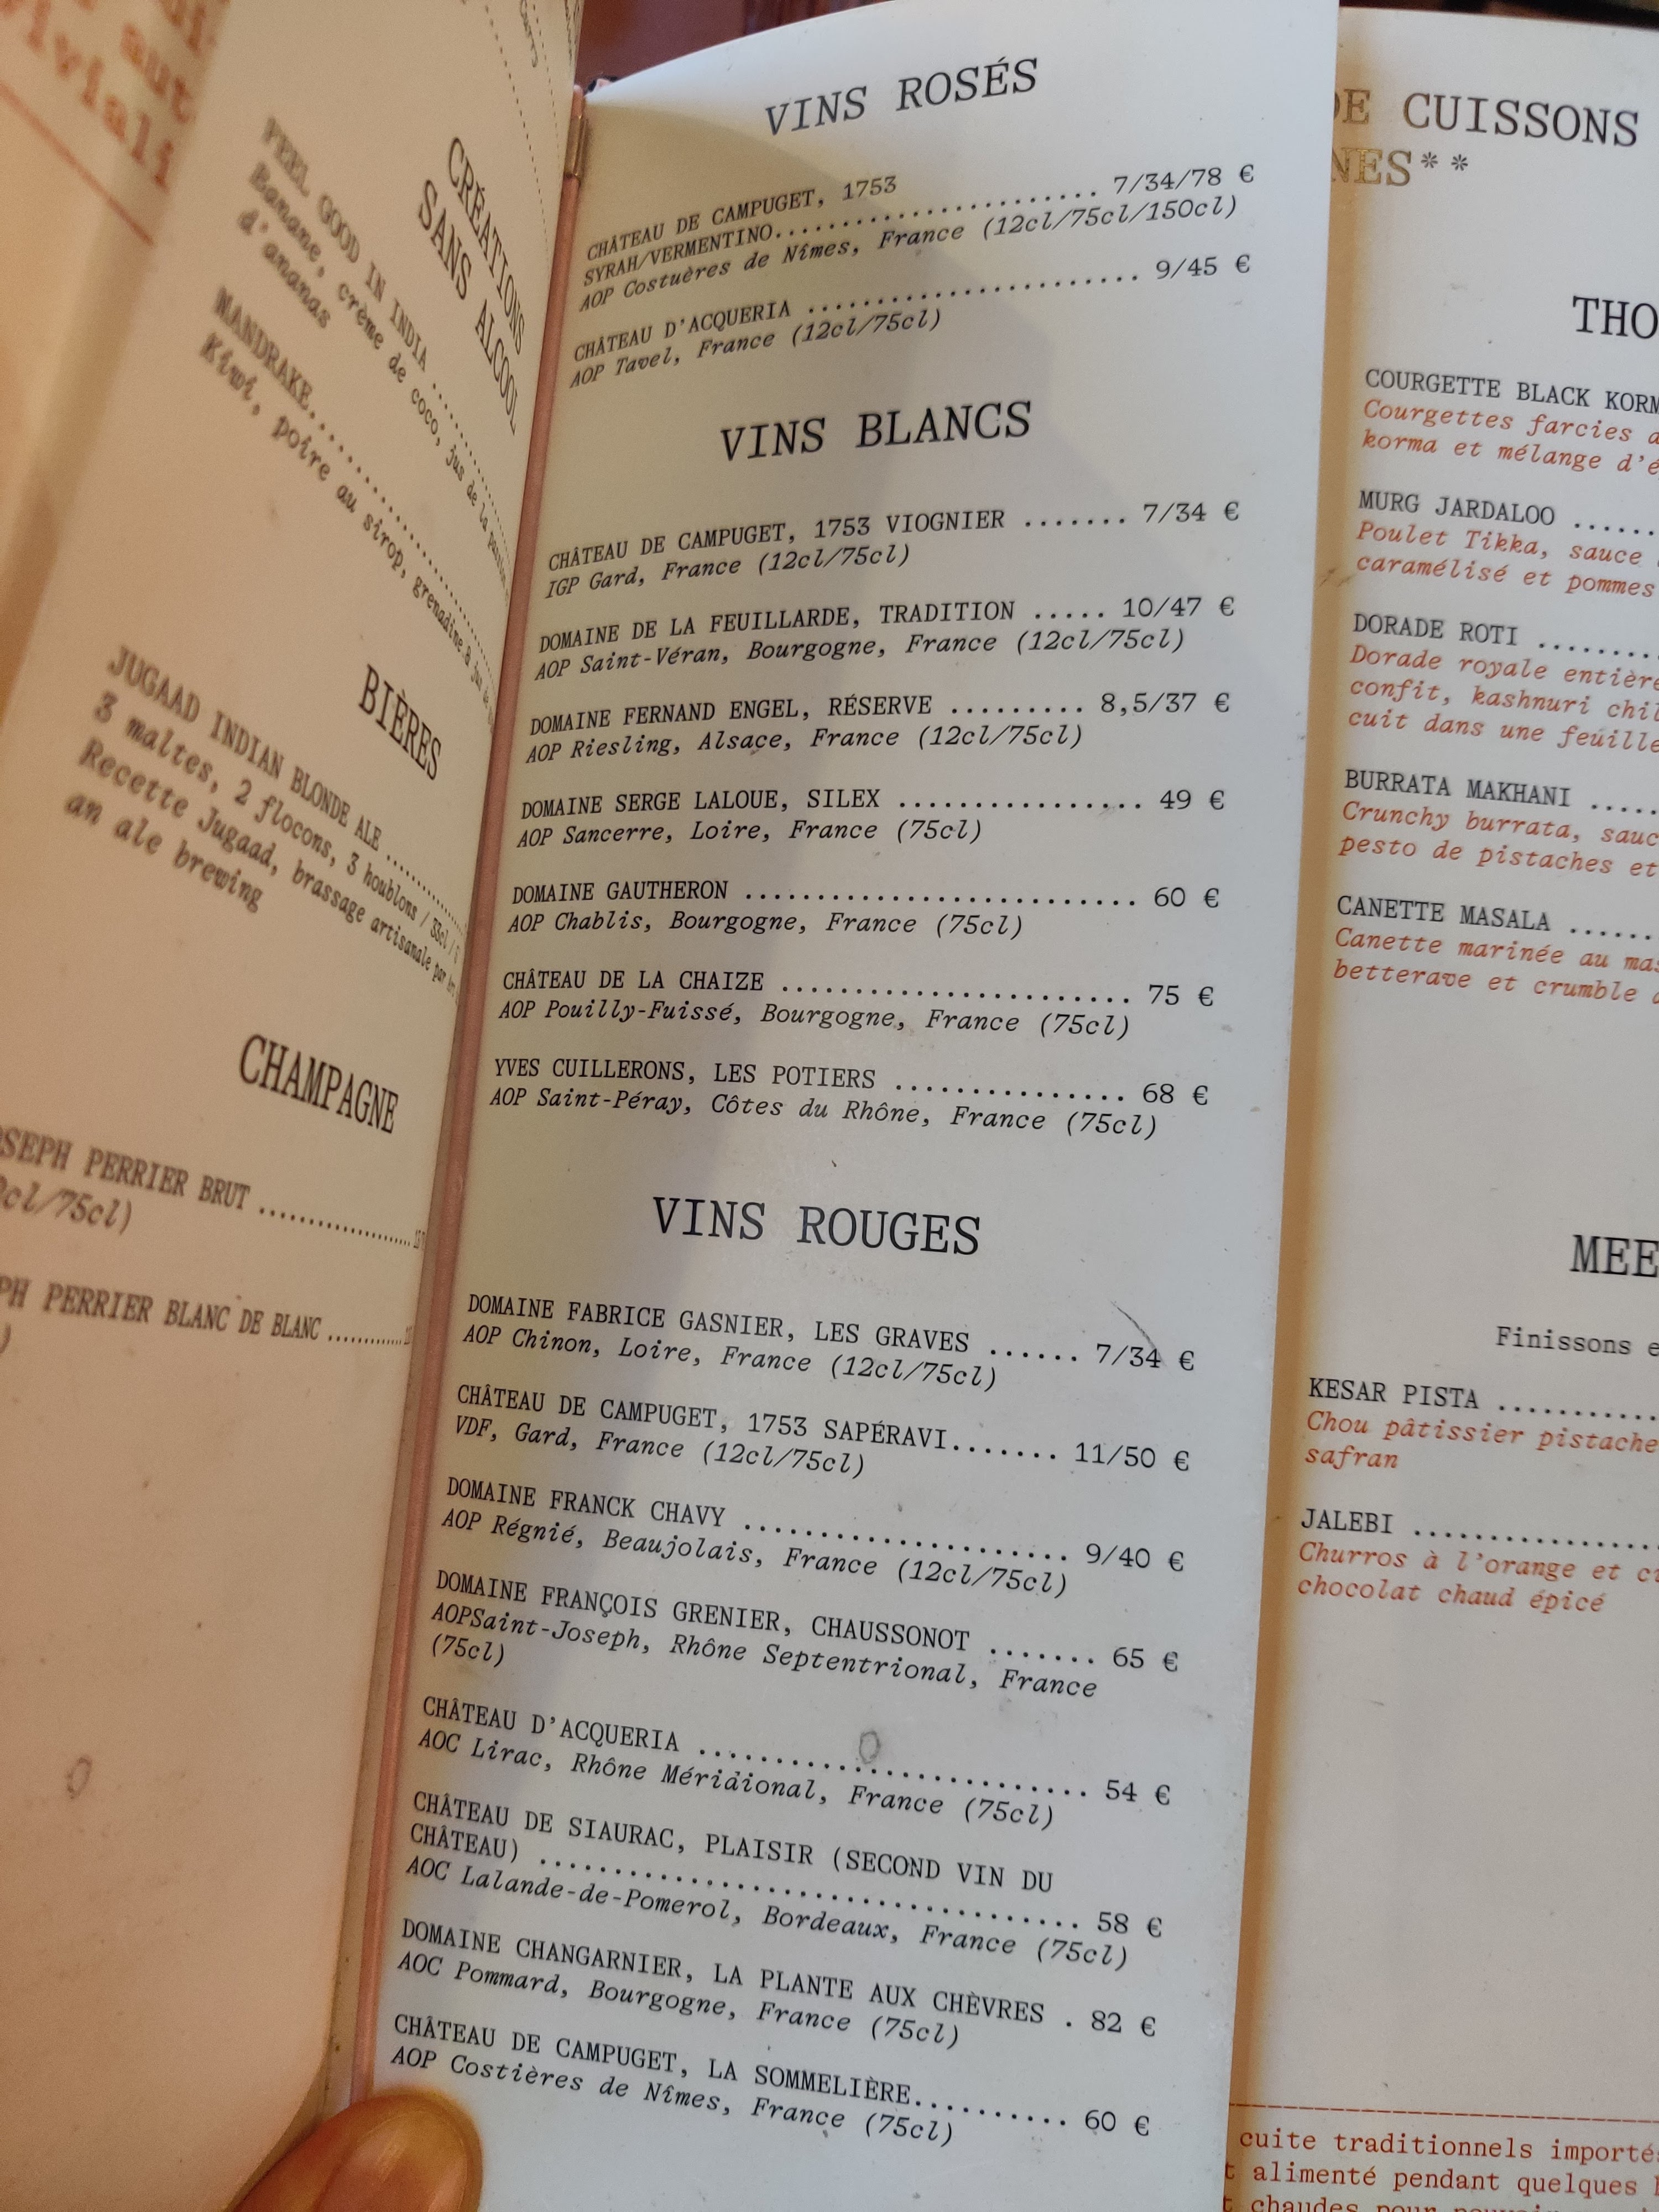 aut
CRÉATIONS
SANS ALCOOL
FEEL GOOD IN INDIA ..........
Banane, crème de coco, jus de la passion
d'ananas
MANDRAKE..........
Kiwi, poire au sirop, grenadine &
BIÈRES
JUGAAD INDIAN BLONDE ALE ..........
3 maltes, 2 flocons, 3 houblons / 33cl /
Recette Jugaad, brassage artisanale par
an ale brewing
CHAMPAGNE
PERRIER BRUT ..........
cl/75cl)
PERRIER BLANC DE BLANC ..........
VINS ROSÉS
CHÂTEAU DE CAMPUGET, 1753
SYRAH/VERMENTINO...................... 7/34/78 €
AOP Costuères de Nîmes, France (12cl/75cl/150cl)
CHÂTEAU D'ACQUERIA ....................... 9/45 €
AOP Tavel, France (12cl/75cl)
VINS BLANCS
CHÂTEAU DE CAMPUGET, 1753 VIOGNIER ....... 7/34 €
IGP Gard, France (12cl/75cl)
DOMAINE DE LA FEUILLARDE, TRADITION ..... 10/47 €
AOP Saint-Véran, Bourgogne, France (12cl/75cl)
DOMAINE FERNAND ENGEL, RÉSERVE ......... 8,5/37 €
AOP Riesling, Alsace, France (12cl/75cl)
DOMAINE SERGE LALOUE, SILEX ................ 49 €
AOP Sancerre, Loire, France (75cl)
DOMAINE GAUTHERON .......................... 60 €
AOP Chablis, Bourgogne, France (75cl)
CHÂTEAU DE LA CHAIZE ....................... 75 €
AOP Pouilly-Fuissé, Bourgogne, France (75cl)
YVES CUILLERONS, LES POTIERS ............... 68 €
AOP Saint-Péray, Côtes du Rhône, France (75cl)
VINS ROUGES
DOMAINE FABRICE GASNIER, LES GRAVES ...... 7/34 €
AOP Chinon, Loire, France (12cl/75cl)
CHÂTEAU DE CAMPUGET, 1753 SAPÉRAVI....... 11/50 €
VDF, Gard, France (12cl/75cl)
DOMAINE FRANCK CHAVY ...................... 9/40 €
AOP Régnié, Beaujolais, France (12cl/75cl)
DOMAINE FRANÇOIS GRENIER, CHAUSSONOT ....... 65 €
AOPSaint-Joseph, Rhône Septentrional, France
(75cl)
CHÂTEAU D'ACQUERIA .......................... 54 €
AOC Lirac, Rhône Méridional, France (75cl)
CHÂTEAU DE SIAURAC, PLAISIR (SECOND VIN DU
CHÂTEAU) ..................................... 58 €
AOC Lalande-de-Pomerol, Bordeaux, France (75cl)
DOMAINE CHANGARNIER, LA PLANTE AUX CHÈVRES . 82 €
AOC Pommard, Bourgogne, France (75cl)
CHÂTEAU DE CAMPUGET, LA SOMMELIÈRE.......... 60 €
AOP Costières de Nîmes, France (75cl)
DE CUISSONS
NES**
THO
COURGETTE BLACK KORM
Courgettes farcies a
korma et mélange d'é
MURG JARDALOO ......
Poulet Tikka, sauce
caramélisé et pommes
DORADE ROTI ........
Dorade royale entière
confit, kashnuri chil
cuit dans une feuille
BURRATA MAKHANI .....
Crunchy burrata, sauc
pesto de pistaches et
CANETTE MASALA ......
Canette marinée au mas
betterave et crumble
MEE
Finissons e
KESAR PISTA ...........
Chou pâtissier pistache
safran
JALEBI .................
Churros à l'orange et c
chocolat chaud épicé
cuite traditionnels importé
t alimenté pendant quelques
t chaudes pour pouvoir